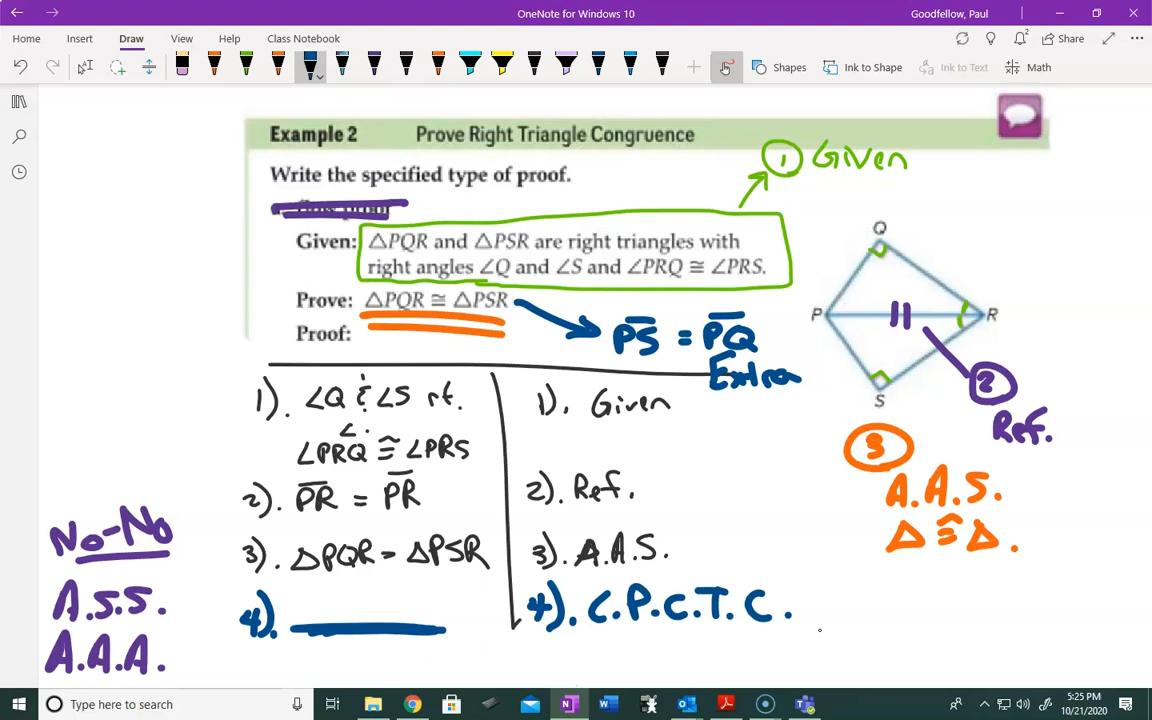 OneNote for Windows 10
Goodfellow, Paul
Home Insert Draw View Help Class Notebook
Share
Shapes Ink to Shape Ink to Text Math
Example 2 Prove Right Triangle Congruence
Write the specified type of proof.
1 Given
Given: △PQR and △PSR are right triangles with
right angles ∠Q and ∠S and ∠PRQ ≅ ∠PRS.
Prove: △PQR ≅ △PSR
Proof:
P̅S̅ = P̅Q̅
Extra
Q
P
R
S
2
Ref.
3
A.A.S.
△ ≅ △.
1). ∠Q & ∠S rt. ∠.
∠PRQ ≅ ∠PRS
2). P̅R̅ = P̅R̅
3). △PQR = △PSR
4).
1). Given
2). Ref.
3). A.A.S.
4). C.P.C.T.C.
No-No
A.S.S.
A.A.A.
Type here to search
5:25 PM
10/21/2020